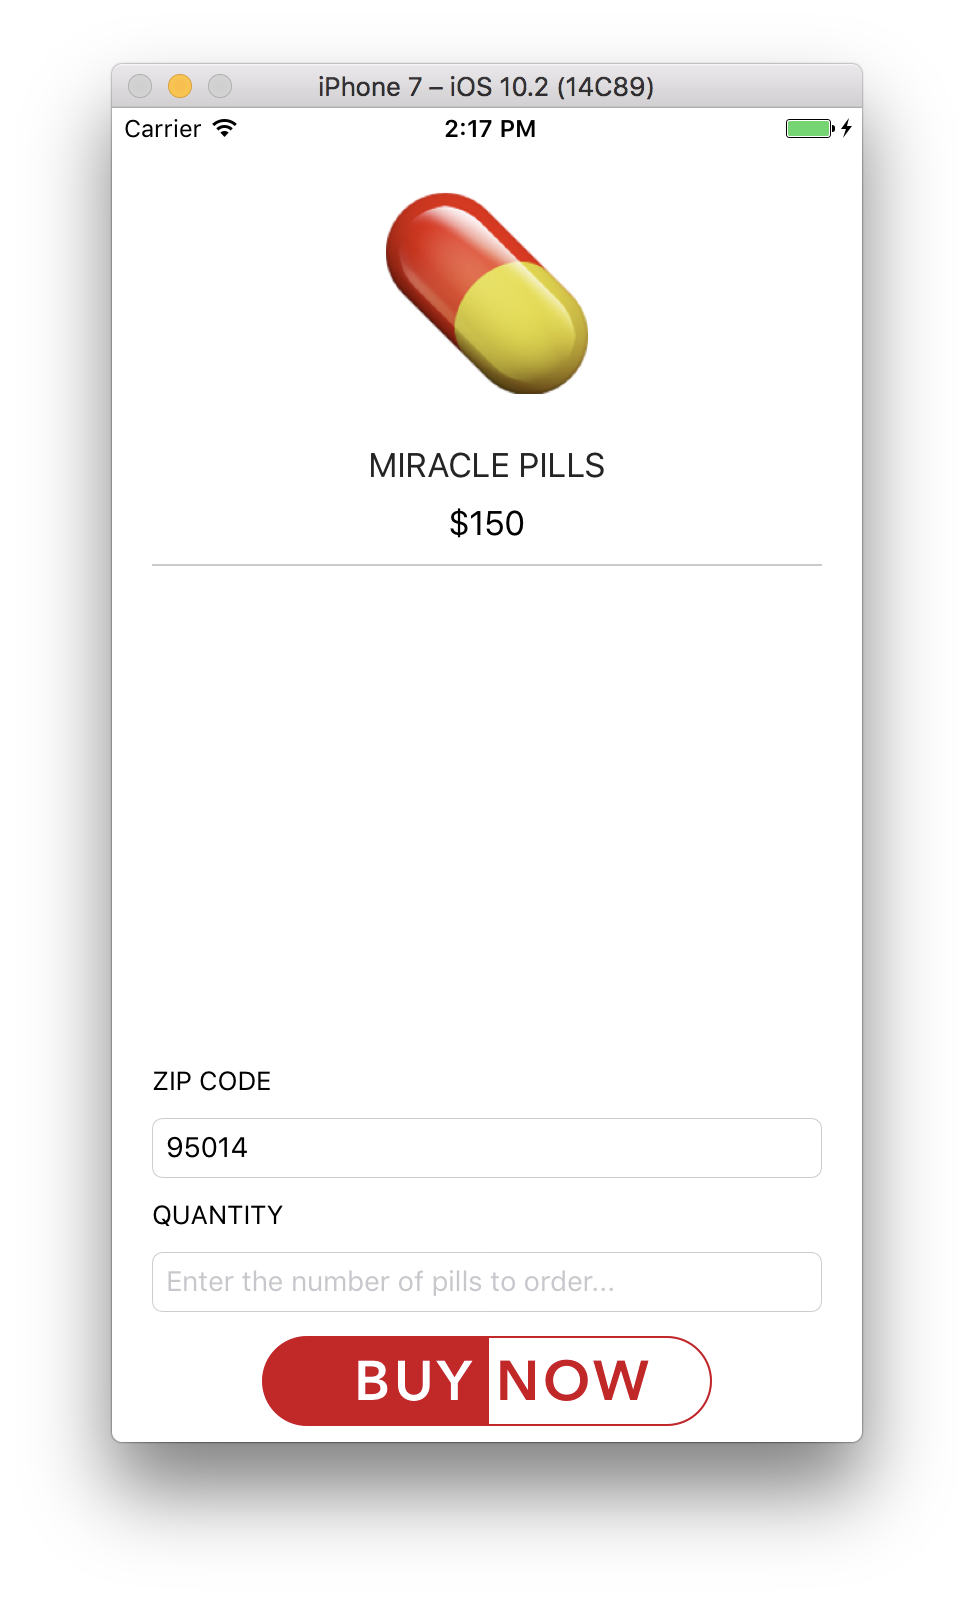 iPhone 7 – iOS 10.2 (14C89)
Carrier 2:17 PM
MIRACLE PILLS
$150
ZIP CODE
95014
QUANTITY
Enter the number of pills to order...
BUY NOW